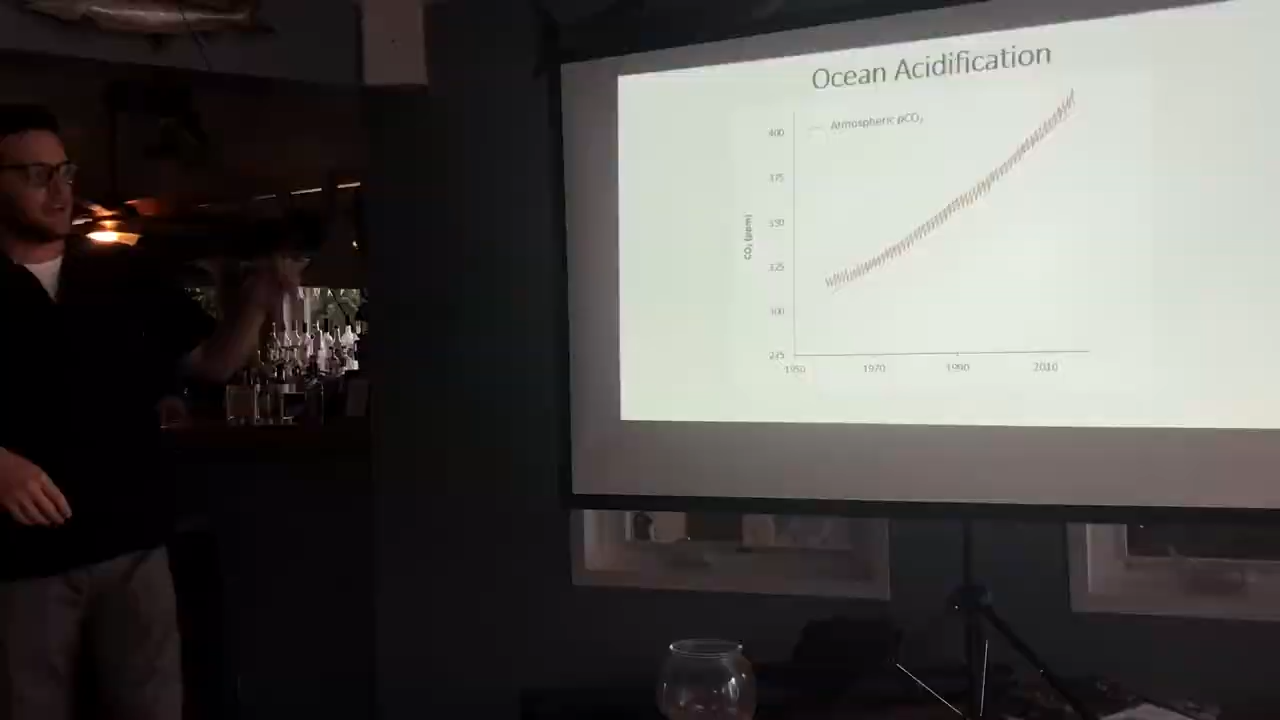 Ocean Acidification
Atmospheric pCO₂
400
375
350
325
300
275
CO₂ (ppm)
1950 1970 1990 2010